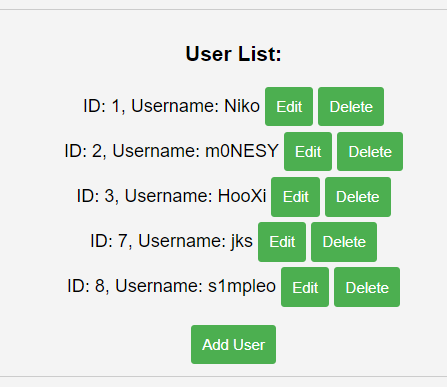 User List:
ID: 1, Username: Niko Edit Delete
ID: 2, Username: m0NESY Edit Delete
ID: 3, Username: HooXi Edit Delete
ID: 7, Username: jks Edit Delete
ID: 8, Username: s1mpleo Edit Delete
Add User